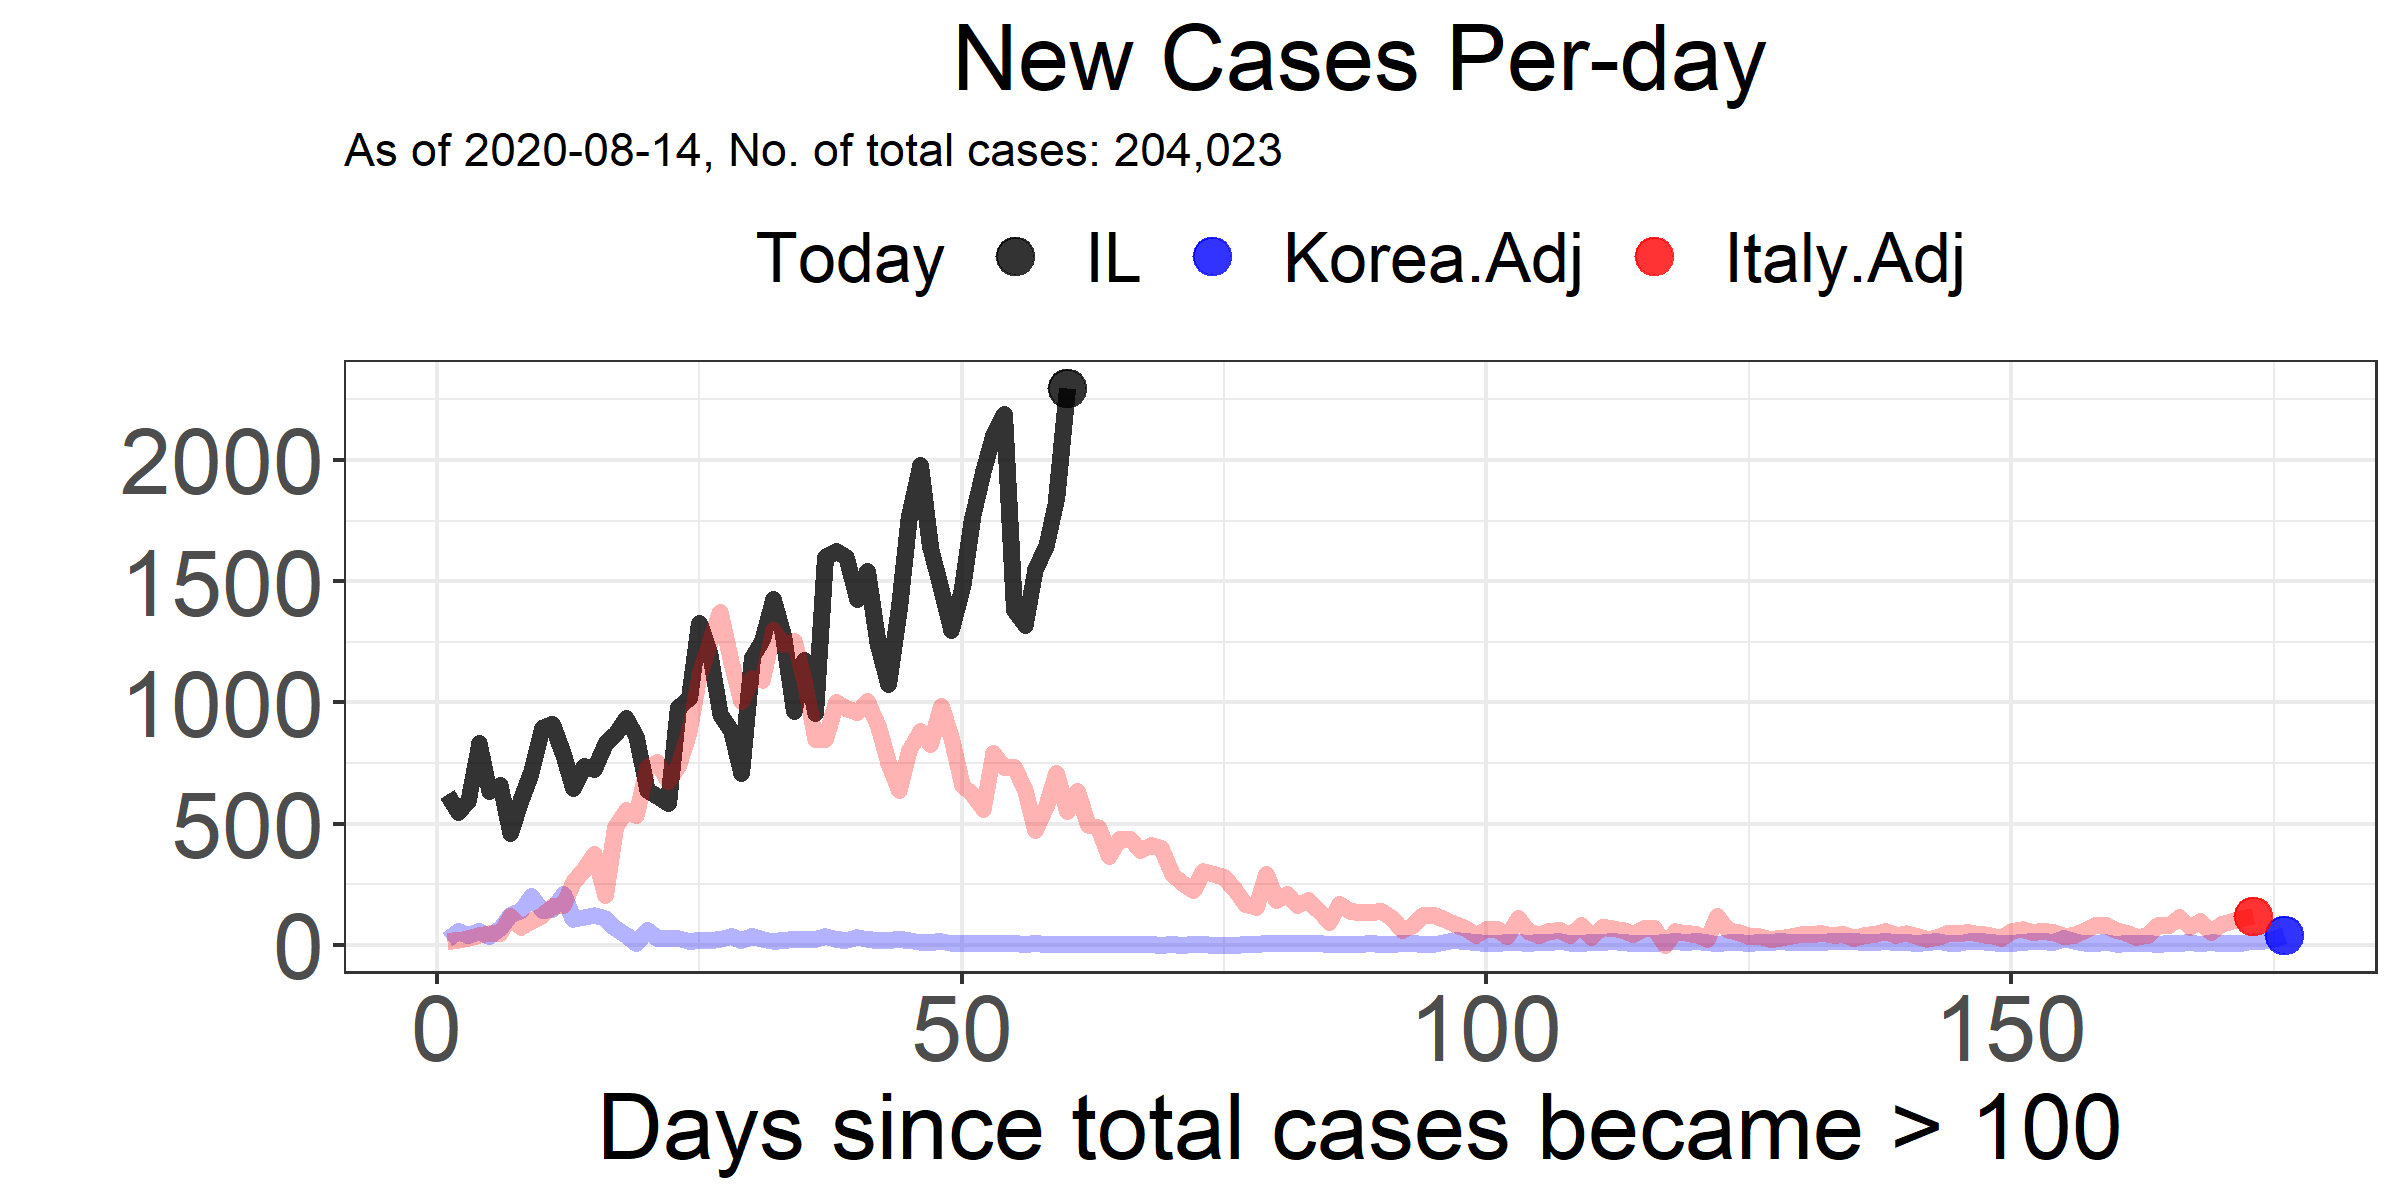 New Cases Per-day
As of 2020-08-14, No. of total cases: 204,023
Today IL Korea.Adj Italy.Adj
2000
1500
1000
500
0
0 50 100 150
Days since total cases became > 100